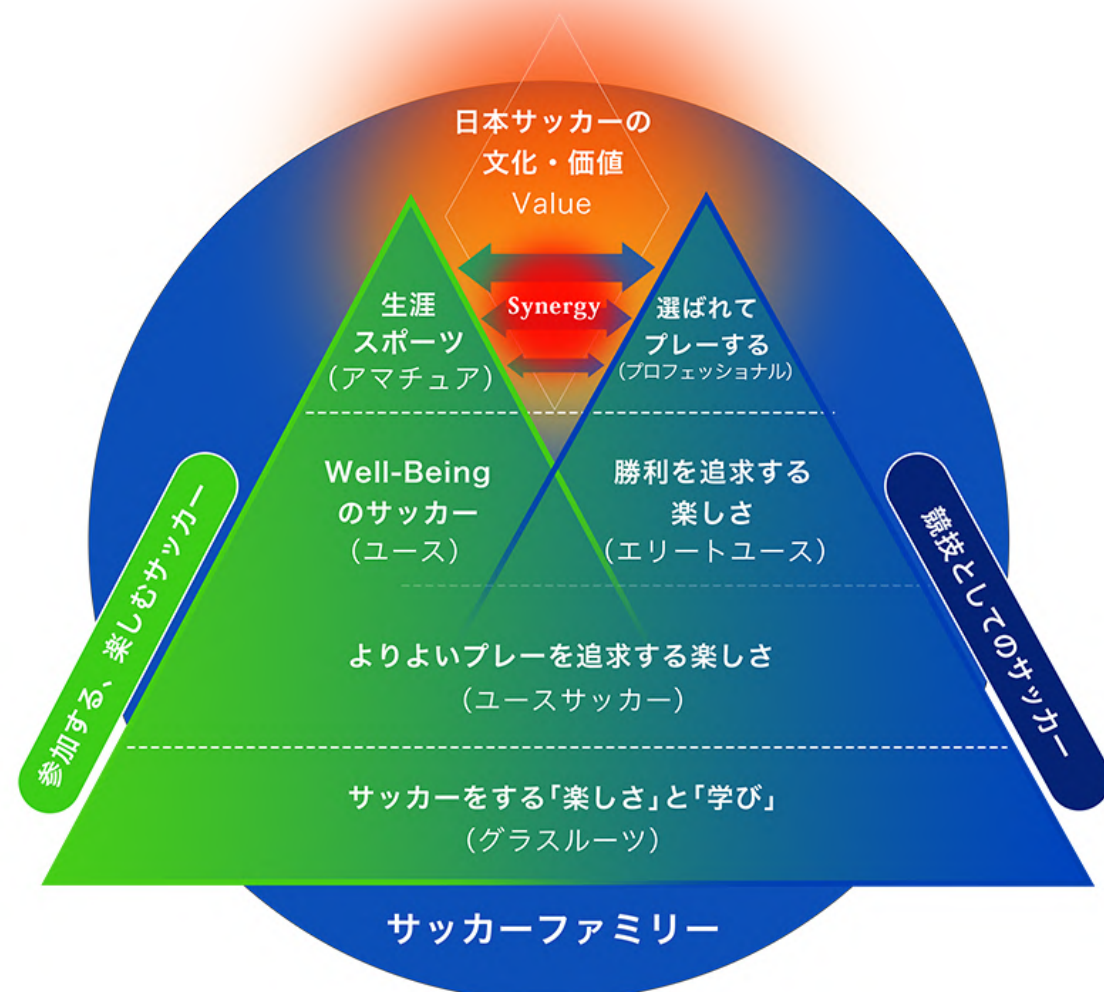 日本サッカーの
文化・価値
Value
Synergy
生涯
スポーツ
(アマチュア)
選ばれて
プレーする
(プロフェッショナル)
Well-Being
のサッカー
(ユース)
勝利を追求する
楽しさ
(エリートユース)
参加する、楽しむサッカー
競技としてのサッカー
よりよいプレーを追求する楽しさ
(ユースサッカー)
サッカーをする「楽しさ」と「学び」
(グラスルーツ)
サッカーファミリー